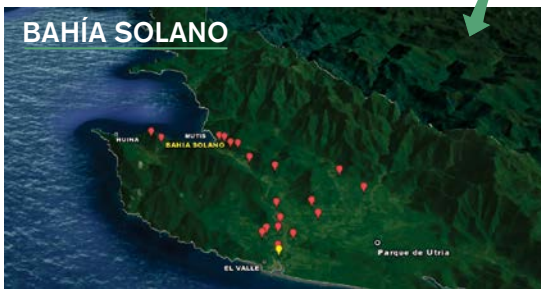 BAHÍA SOLANO
HUINA
MUTIS
BAHIA SOLANO
Parque de Utria
EL VALLE